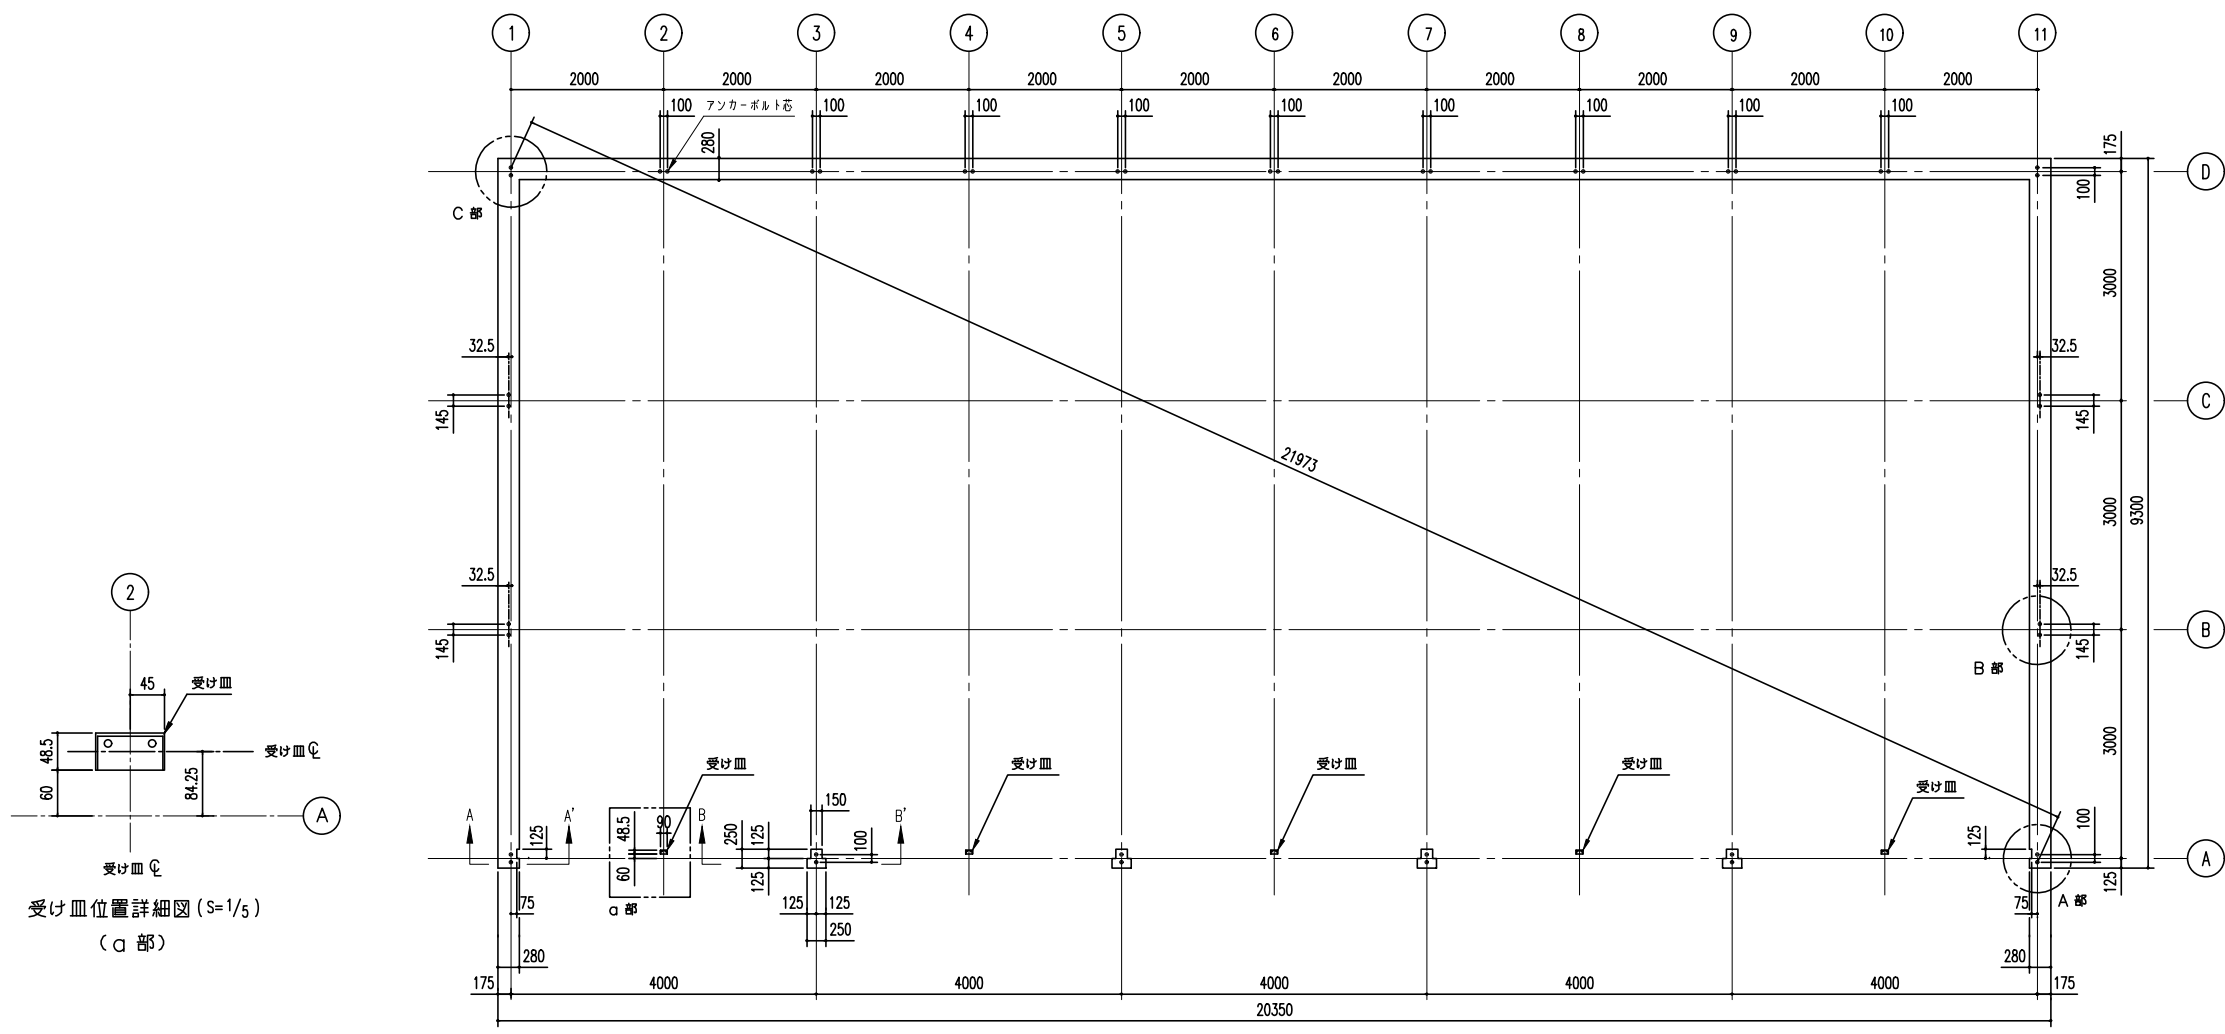 1 2 3 4 5 6 7 8 9 10 11
2000 2000 2000 2000 2000 2000 2000 2000 2000 2000
100 アンカーボルト芯 100 100 100 100 100 100 100 100
280
175
D
100
C 部
3000
32.5 32.5
C
145 145
21973
3000
9300
32.5 32.5
B
145 145
B 部
3000
2
45 受け皿
48.5
受け皿 ℄
60
84.25
A
受け皿 ℄
受け皿位置詳細図 (S=1/5)
(a 部)
受け皿 受け皿 受け皿 受け皿 受け皿
A A' B B'
125
48.5 90
60
a 部
150
250 125
100
125
125 125
250
125
100
A
125
75 75
A 部
280 280
175 4000 4000 4000 4000 4000 175
20350